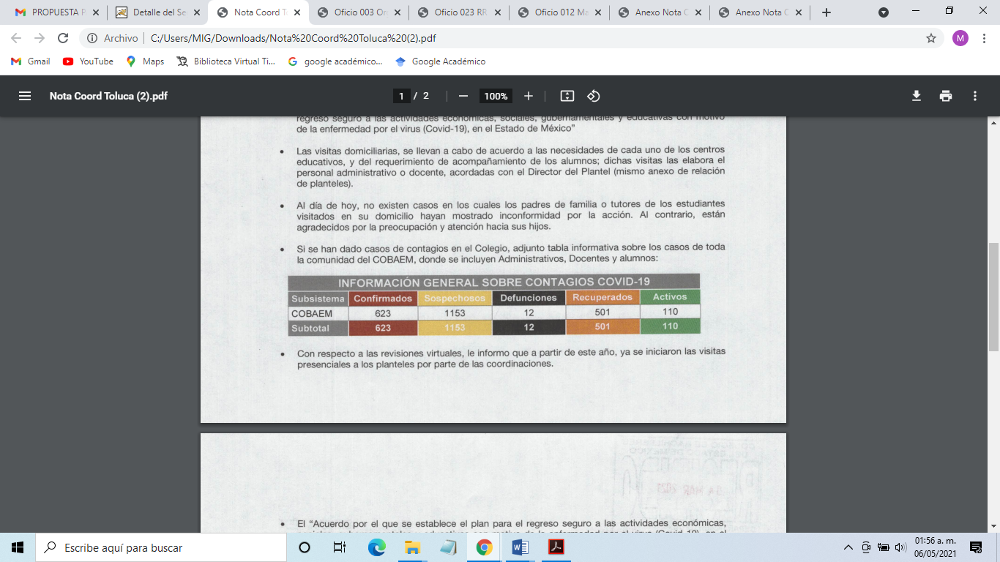 PROPUESTA P
Detalle del Se
Nota Coord T
Oficio 003 Or
Oficio 023 RR
Oficio 012 Ma
Anexo Nota C
Anexo Nota C
Archivo
C:/Users/MIG/Downloads/Nota%20Coord%20Toluca%20(2).pdf
M
Gmail
YouTube
Maps
Biblioteca Virtual Ti...
google académico...
Google Académico
Nota Coord Toluca (2).pdf
1 / 2
100%
regreso seguro a las actividades económicas, sociales, gubernamentales y educativas con motivo
de la enfermedad por el virus (Covid-19), en el Estado de México”
• Las visitas domiciliarias, se llevan a cabo de acuerdo a las necesidades de cada uno de los centros
educativos, y del requerimiento de acompañamiento de los alumnos; dichas visitas las elabora el
personal administrativo o docente, acordadas con el Director del Plantel (mismo anexo de relación
de planteles).
• Al día de hoy, no existen casos en los cuales los padres de familia o tutores de los estudiantes
visitados en su domicilio hayan mostrado inconformidad por la acción. Al contrario, están
agradecidos por la preocupación y atención hacia sus hijos.
• Si se han dado casos de contagios en el Colegio, adjunto tabla informativa sobre los casos de toda
la comunidad del COBAEM, donde se incluyen Administrativos, Docentes y alumnos:
INFORMACIÓN GENERAL SOBRE CONTAGIOS COVID-19
Subsistema Confirmados Sospechosos Defunciones Recuperados Activos
COBAEM 623 1153 12 501 110
Subtotal 623 1153 12 501 110
• Con respecto a las revisiones virtuales, le informo que a partir de este año, ya se iniciaron las visitas
presenciales a los planteles por parte de las coordinaciones.
• El “Acuerdo por el que se establece el plan para el regreso seguro a las actividades económicas,
Escribe aquí para buscar
01:56 a. m.
06/05/2021